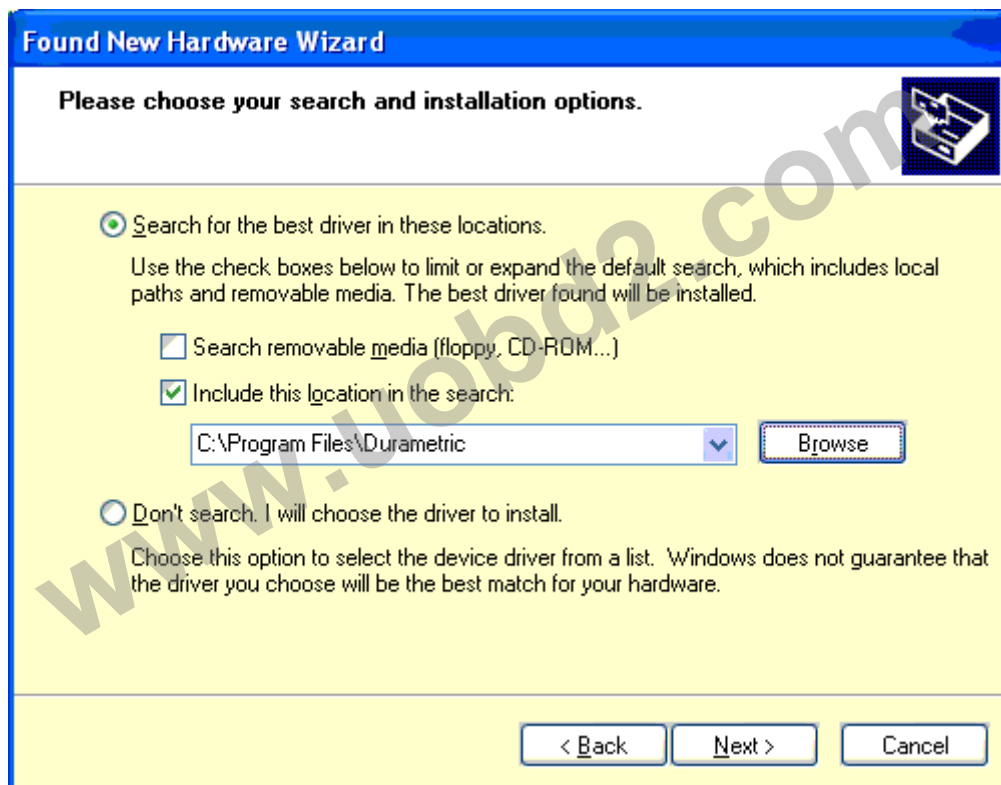 Found New Hardware Wizard
Please choose your search and installation options.
Search for the best driver in these locations.
Use the check boxes below to limit or expand the default search, which includes local
paths and removable media. The best driver found will be installed.
Search removable media (floppy, CD-ROM...)
Include this location in the search:
C:\Program Files\Durametric
Browse
Don't search. I will choose the driver to install.
Choose this option to select the device driver from a list. Windows does not guarantee that
the driver you choose will be the best match for your hardware.
< Back
Next >
Cancel
www.uobd2.com